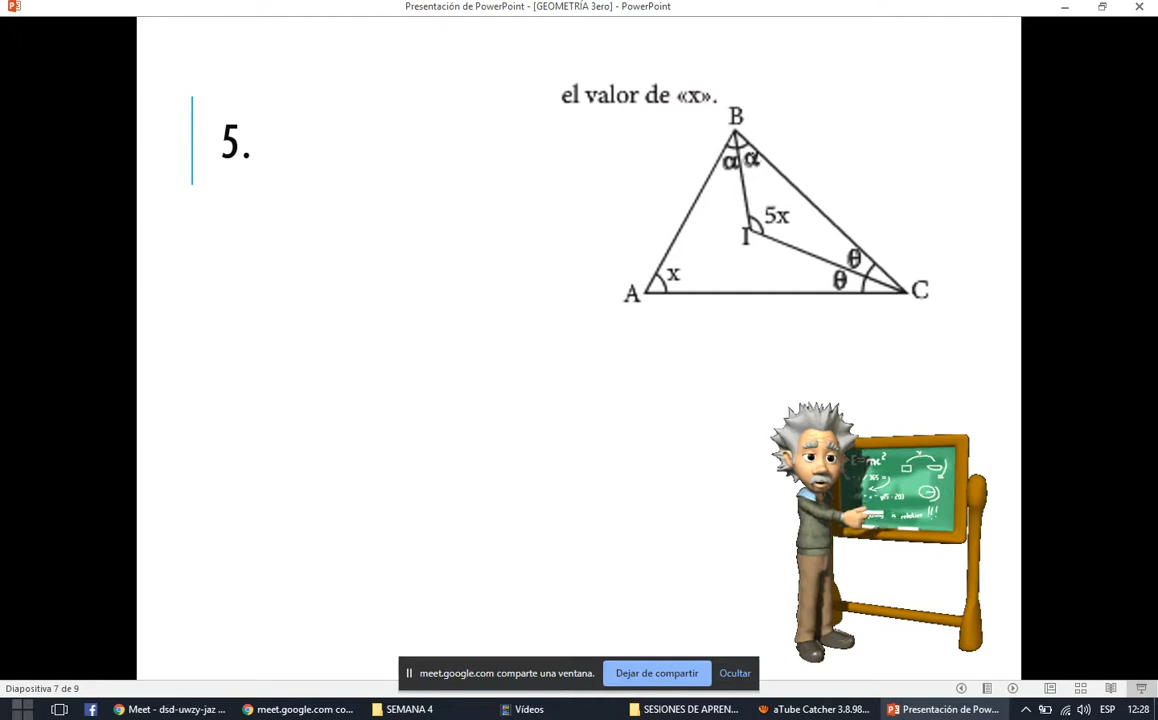 Presentación de PowerPoint - [GEOMETRÍA 3ero] - PowerPoint
5.
el valor de «x».
B
α α
5x
I
θ
θ
x
A
C
E=mc²
meet.google.com comparte una ventana.
Dejar de compartir
Ocultar
Diapositiva 7 de 9
Meet - dsd-uwzy-jaz ...
meet.google.com co...
SEMANA 4
Vídeos
SESIONES DE APREN...
aTube Catcher 3.8.98...
Presentación de Pow...
ESP
12:28